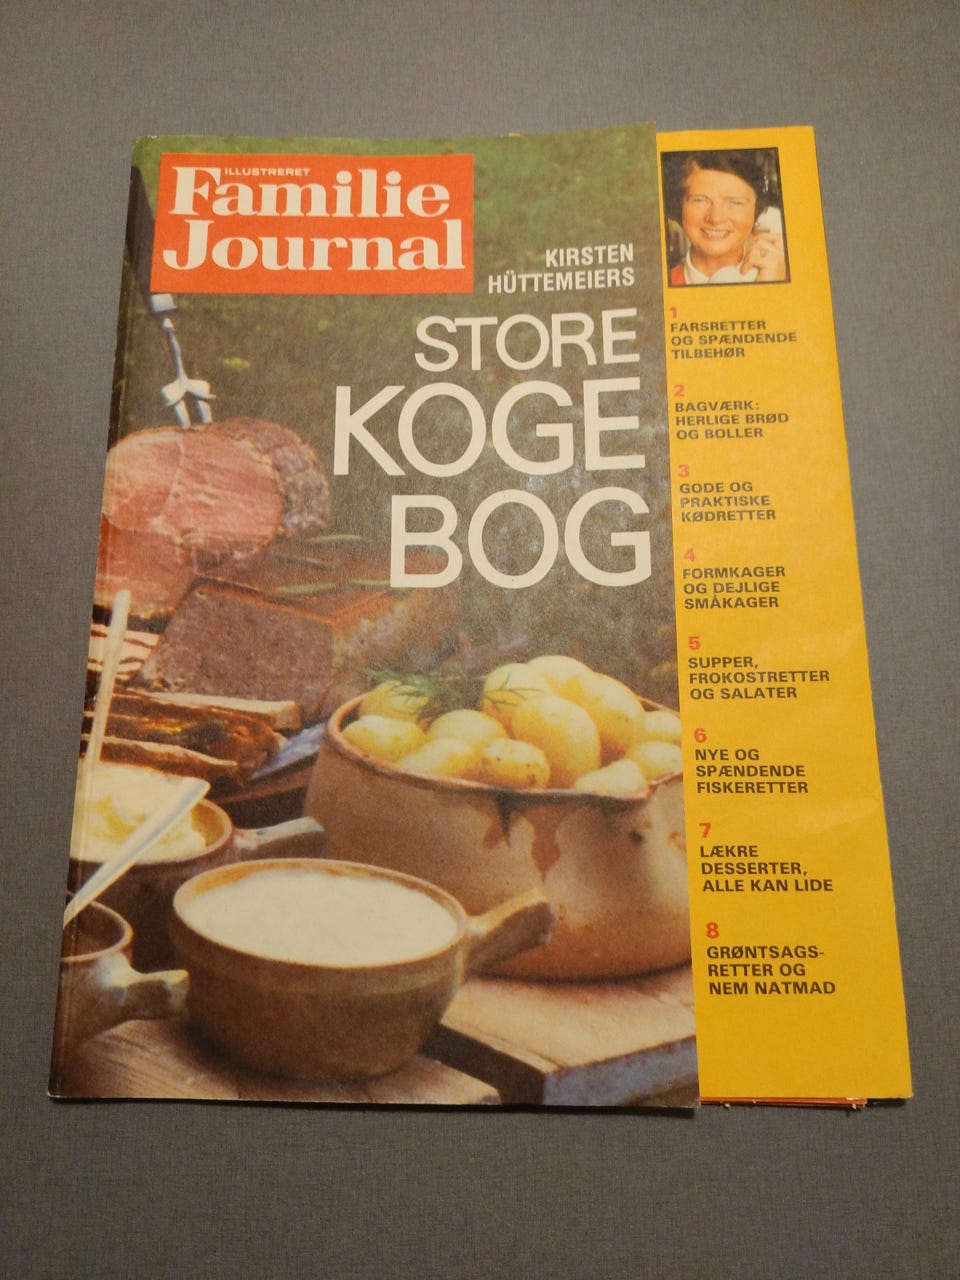 ILLUSTRERET
Familie
Journal
KIRSTEN
HÜTTEMEIERS
STORE
KOGE
BOG
1
FARSRETTER
OG SPÆNDENDE
TILBEHØR
2
BAGVÆRK:
HERLIGE BRØD
OG BOLLER
3
GODE OG
PRAKTISKE
KØDRETTER
4
FORMKAGER
OG DEJLIGE
SMÅKAGER
5
SUPPER,
FROKOSTRETTER
OG SALATER
6
NYE OG
SPÆNDENDE
FISKERETTER
7
LÆKRE
DESSERTER,
ALLE KAN LIDE
8
GRØNTSAGS-
RETTER OG
NEM NATMAD